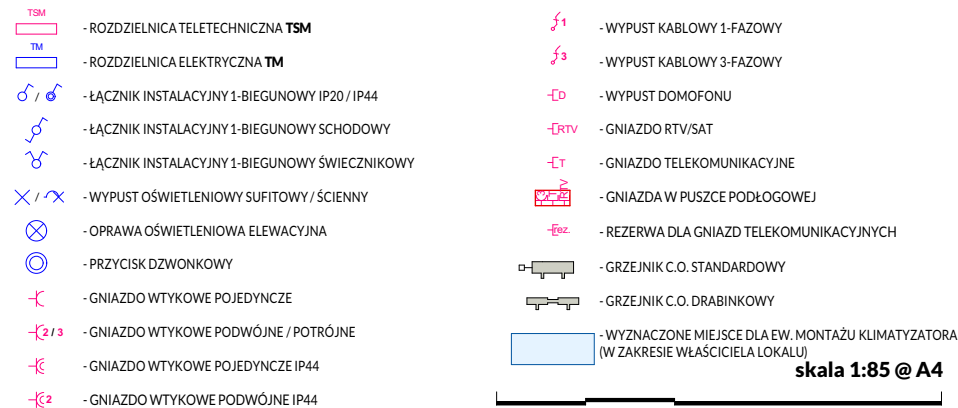 TSM
- ROZDZIELNICA TELETECHNICZNA TSM
TM
- ROZDZIELNICA ELEKTRYCZNA TM
/ - ŁĄCZNIK INSTALACYJNY 1-BIEGUNOWY IP20 / IP44
- ŁĄCZNIK INSTALACYJNY 1-BIEGUNOWY SCHODOWY
- ŁĄCZNIK INSTALACYJNY 1-BIEGUNOWY ŚWIECZNIKOWY
/ - WYPUST OŚWIETLENIOWY SUFITOWY / ŚCIENNY
- OPRAWA OŚWIETLENIOWA ELEWACYJNA
- PRZYCISK DZWONKOWY
- GNIAZDO WTYKOWE POJEDYNCZE
2 / 3 - GNIAZDO WTYKOWE PODWÓJNE / POTRÓJNE
- GNIAZDO WTYKOWE POJEDYNCZE IP44
2 - GNIAZDO WTYKOWE PODWÓJNE IP44
1 - WYPUST KABLOWY 1-FAZOWY
3 - WYPUST KABLOWY 3-FAZOWY
D - WYPUST DOMOFONU
RTV - GNIAZDO RTV/SAT
T - GNIAZDO TELEKOMUNIKACYJNE
RTV - GNIAZDA W PUSZCE PODŁOGOWEJ
rez. - REZERWA DLA GNIAZD TELEKOMUNIKACYJNYCH
- GRZEJNIK C.O. STANDARDOWY
- GRZEJNIK C.O. DRABINKOWY
- WYZNACZONE MIEJSCE DLA EW. MONTAŻU KLIMATYZATORA
(W ZAKRESIE WŁAŚCICIELA LOKALU)
skala 1:85 @ A4